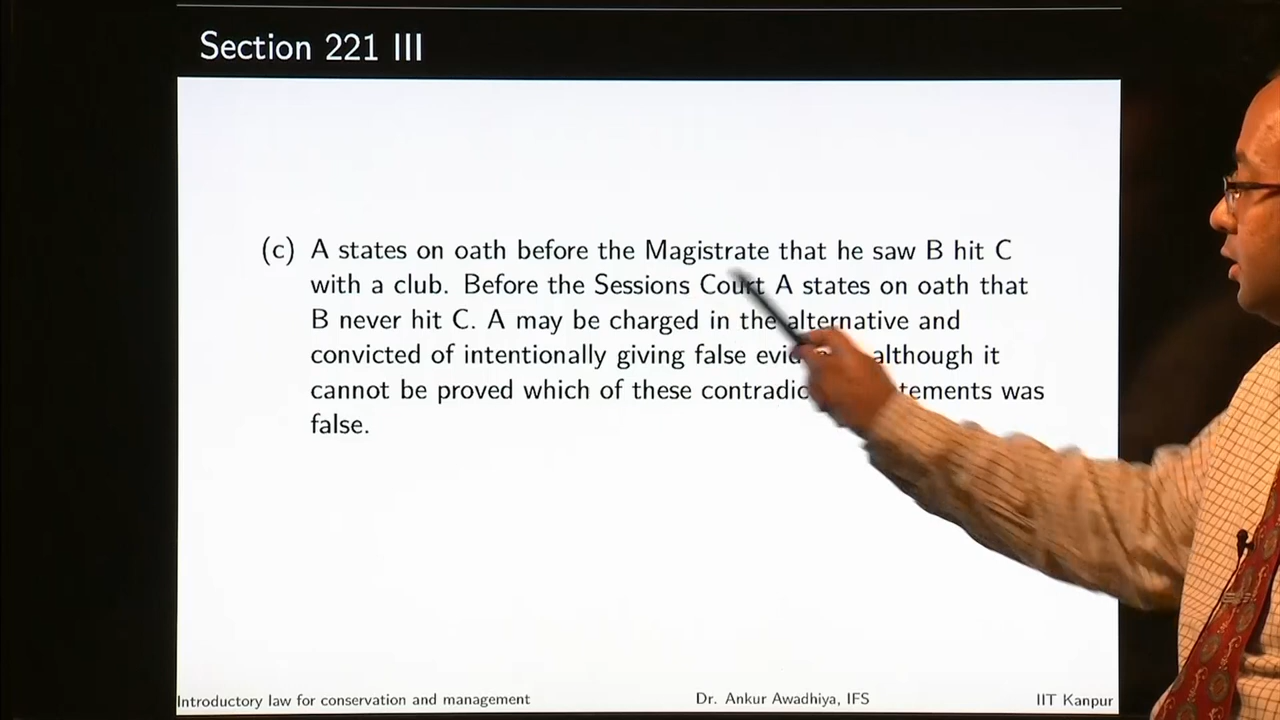 Section 221 III
(c) A states on oath before the Magistrate that he saw B hit C
with a club. Before the Sessions Court A states on oath that
B never hit C. A may be charged in the alternative and
convicted of intentionally giving false although it
cannot be proved which of these was
false.
Introductory law for conservation and management
Dr. Ankur Awadhiya, IFS
IIT Kanpur